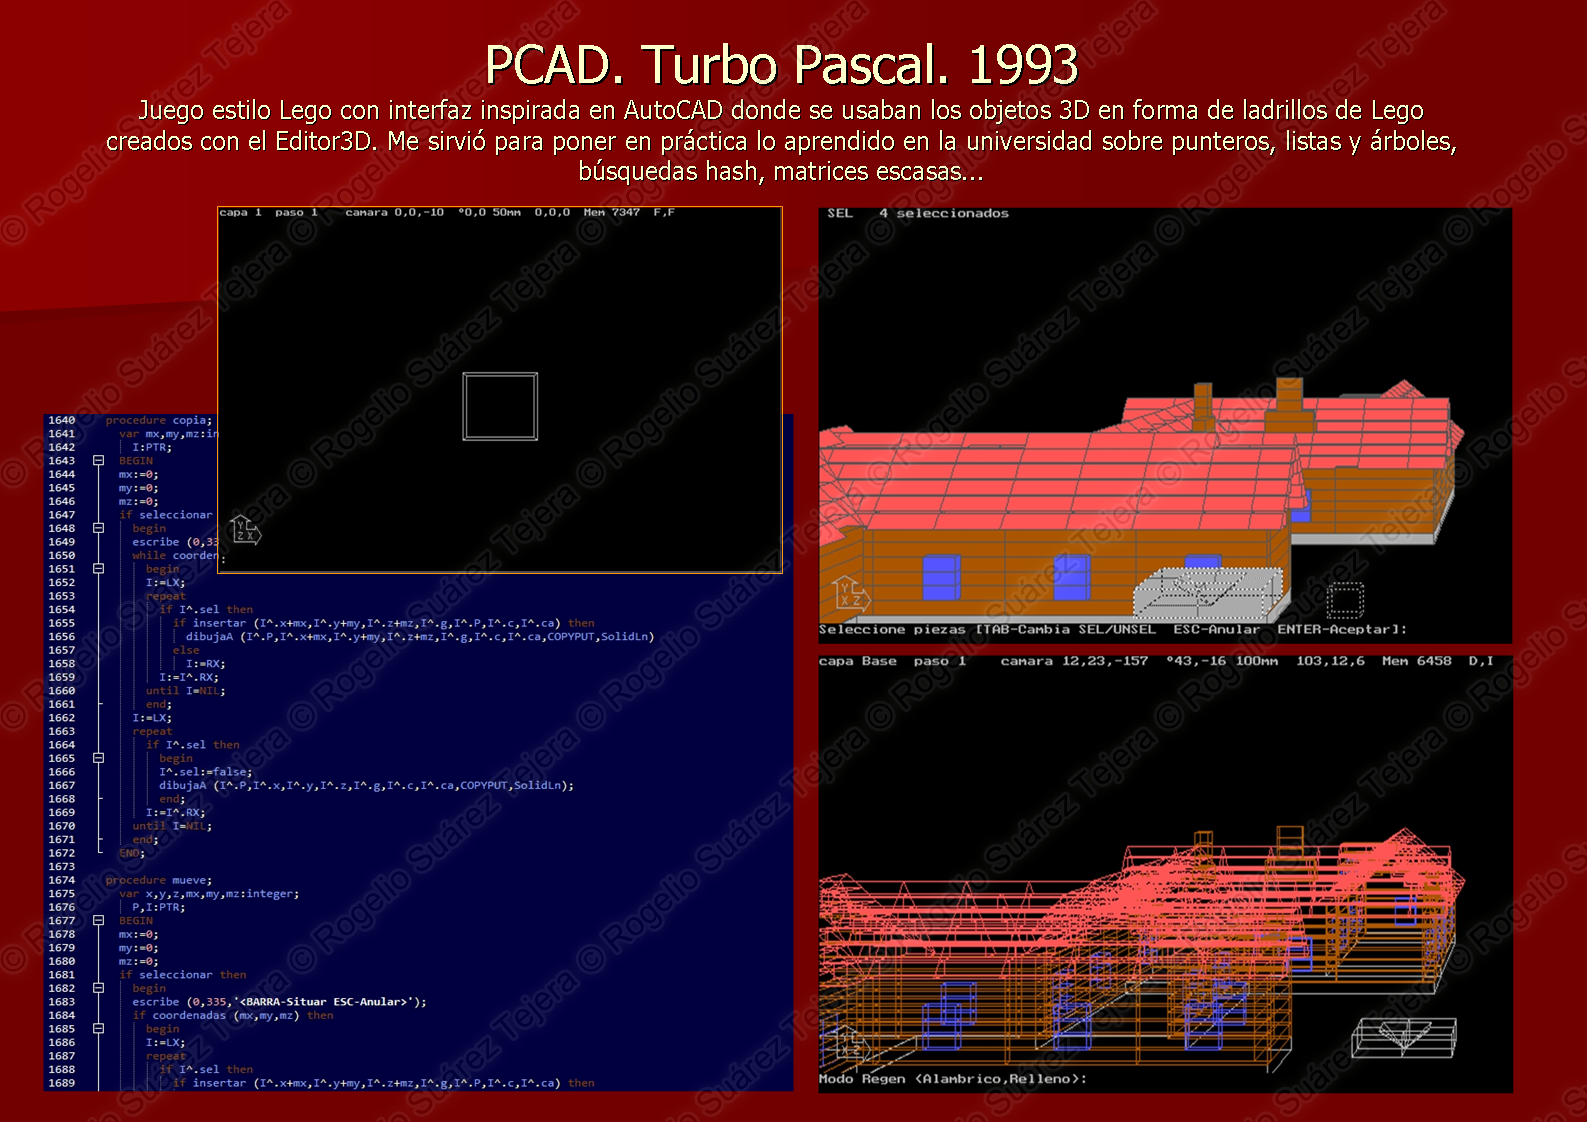 PCAD. Turbo Pascal. 1993
Juego estilo Lego con interfaz inspirada en AutoCAD donde se usaban los objetos 3D en forma de ladrillos de Lego
creados con el Editor3D. Me sirvió para poner en práctica lo aprendido en la universidad sobre punteros, listas y árboles,
búsquedas hash, matrices escasas...
capa 1 paso 1 camara 0,0,-10 º0,0 50mm 0,0,0 Mem 7347 F,F
Y
Z X
:
1640 procedure copia;
1641 var mx,my,mz:in
1642 I:PTR;
1643 BEGIN
1644 mx:=0;
1645 my:=0;
1646 mz:=0;
1647 if seleccionar
1648 begin
1649 escribe (0,33
1650 while coorden
1651 begin
1652 I:=LX;
1653 repeat
1654 if I^.sel then
1655 if insertar (I^.x+mx,I^.y+my,I^.z+mz,I^.g,I^.P,I^.c,I^.ca) then
1656 dibujaA (I^.P,I^.x+mx,I^.y+my,I^.z+mz,I^.g,I^.c,I^.ca,COPYPUT,SolidLn)
1657 else
1658 I:=RX;
1659 I:=I^.RX;
1660 until I=NIL;
1661 end;
1662 I:=LX;
1663 repeat
1664 if I^.sel then
1665 begin
1666 I^.sel:=false;
1667 dibujaA (I^.P,I^.x,I^.y,I^.z,I^.g,I^.c,I^.ca,COPYPUT,SolidLn);
1668 end;
1669 I:=I^.RX;
1670 until I=NIL;
1671 end;
1672 END;
1673
1674 procedure mueve;
1675 var x,y,z,mx,my,mz:integer;
1676 P,I:PTR;
1677 BEGIN
1678 mx:=0;
1679 my:=0;
1680 mz:=0;
1681 if seleccionar then
1682 begin
1683 escribe (0,335,'<BARRA-Situar ESC-Anular>');
1684 if coordenadas (mx,my,mz) then
1685 begin
1686 I:=LX;
1687 repeat
1688 if I^.sel then
1689 if insertar (I^.x+mx,I^.y+my,I^.z+mz,I^.g,I^.P,I^.c,I^.ca) then
SEL 4 seleccionados
Y
X Z
Seleccione piezas [TAB-Cambia SEL/UNSEL ESC-Anular ENTER-Aceptar]:
capa Base paso 1 camara 12,23,-157 º43,-16 100mm 103,12,6 Mem 6458 D,I
Modo Regen <Alambrico,Relleno>:
© Rogelio Suárez Tejera